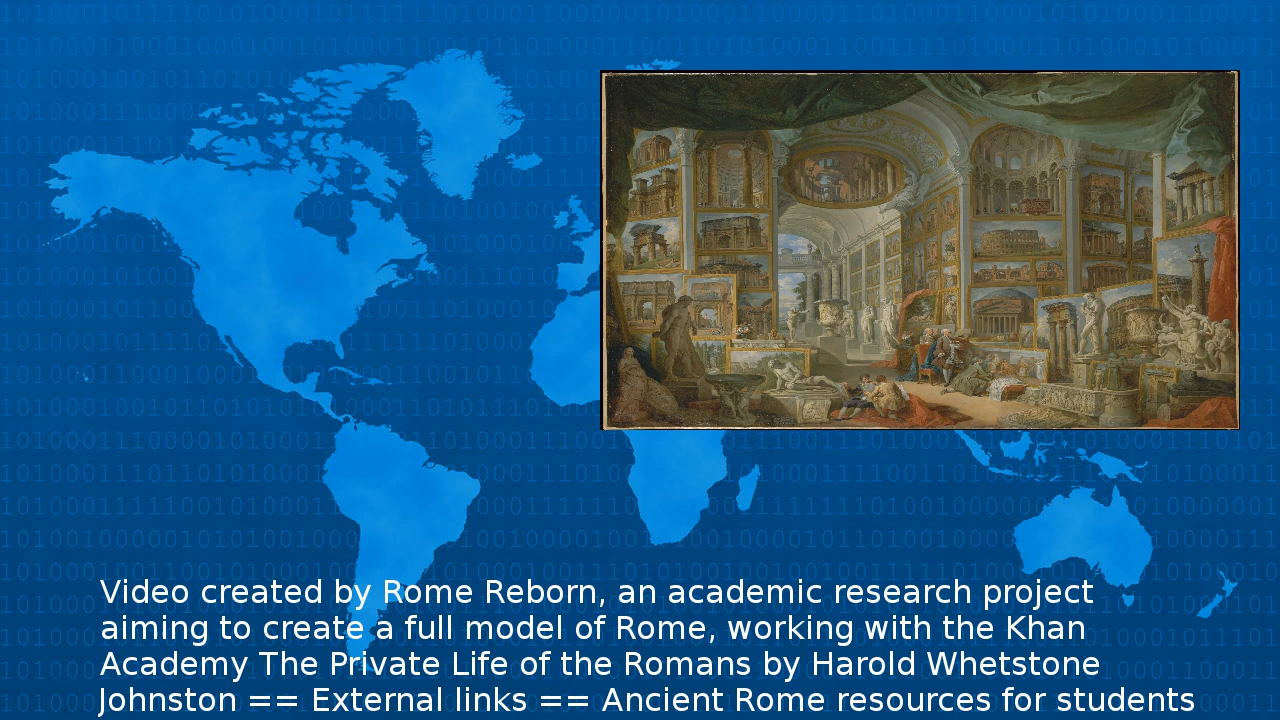 Video created by Rome Reborn, an academic research project
aiming to create a full model of Rome, working with the Khan
Academy The Private Life of the Romans by Harold Whetstone
Johnston == External links == Ancient Rome resources for students